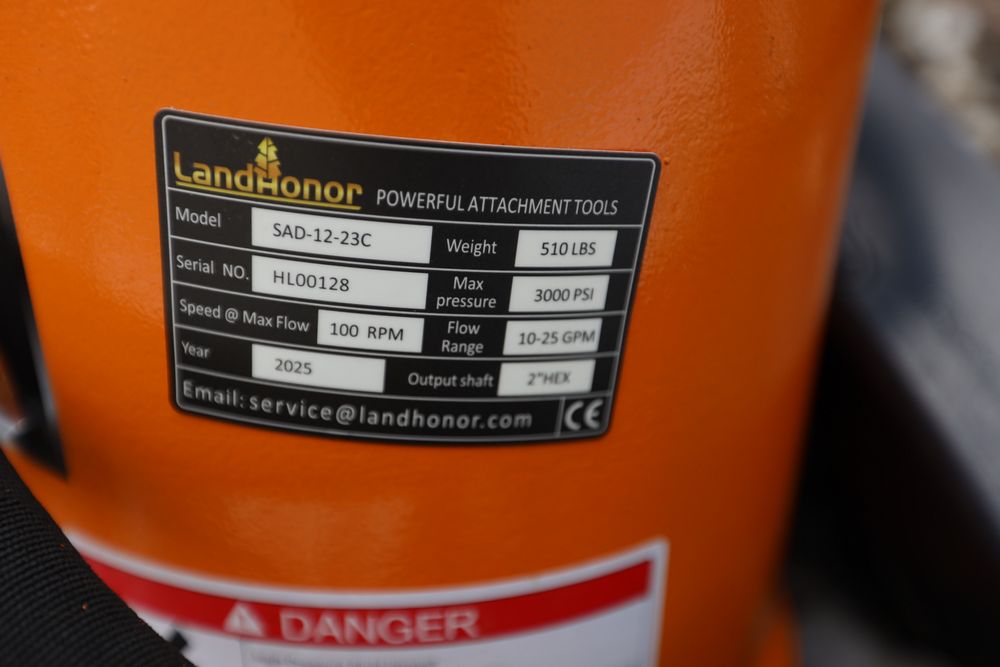 LandHonor POWERFUL ATTACHMENT TOOLS
Model SAD-12-23C Weight 510 LBS
Serial NO. HL00128 Max pressure 3000 PSI
Speed @ Max Flow 100 RPM Flow Range 10-25 GPM
Year 2025 Output shaft 2"HEX
Email: service@landhonor.com CE
DANGER